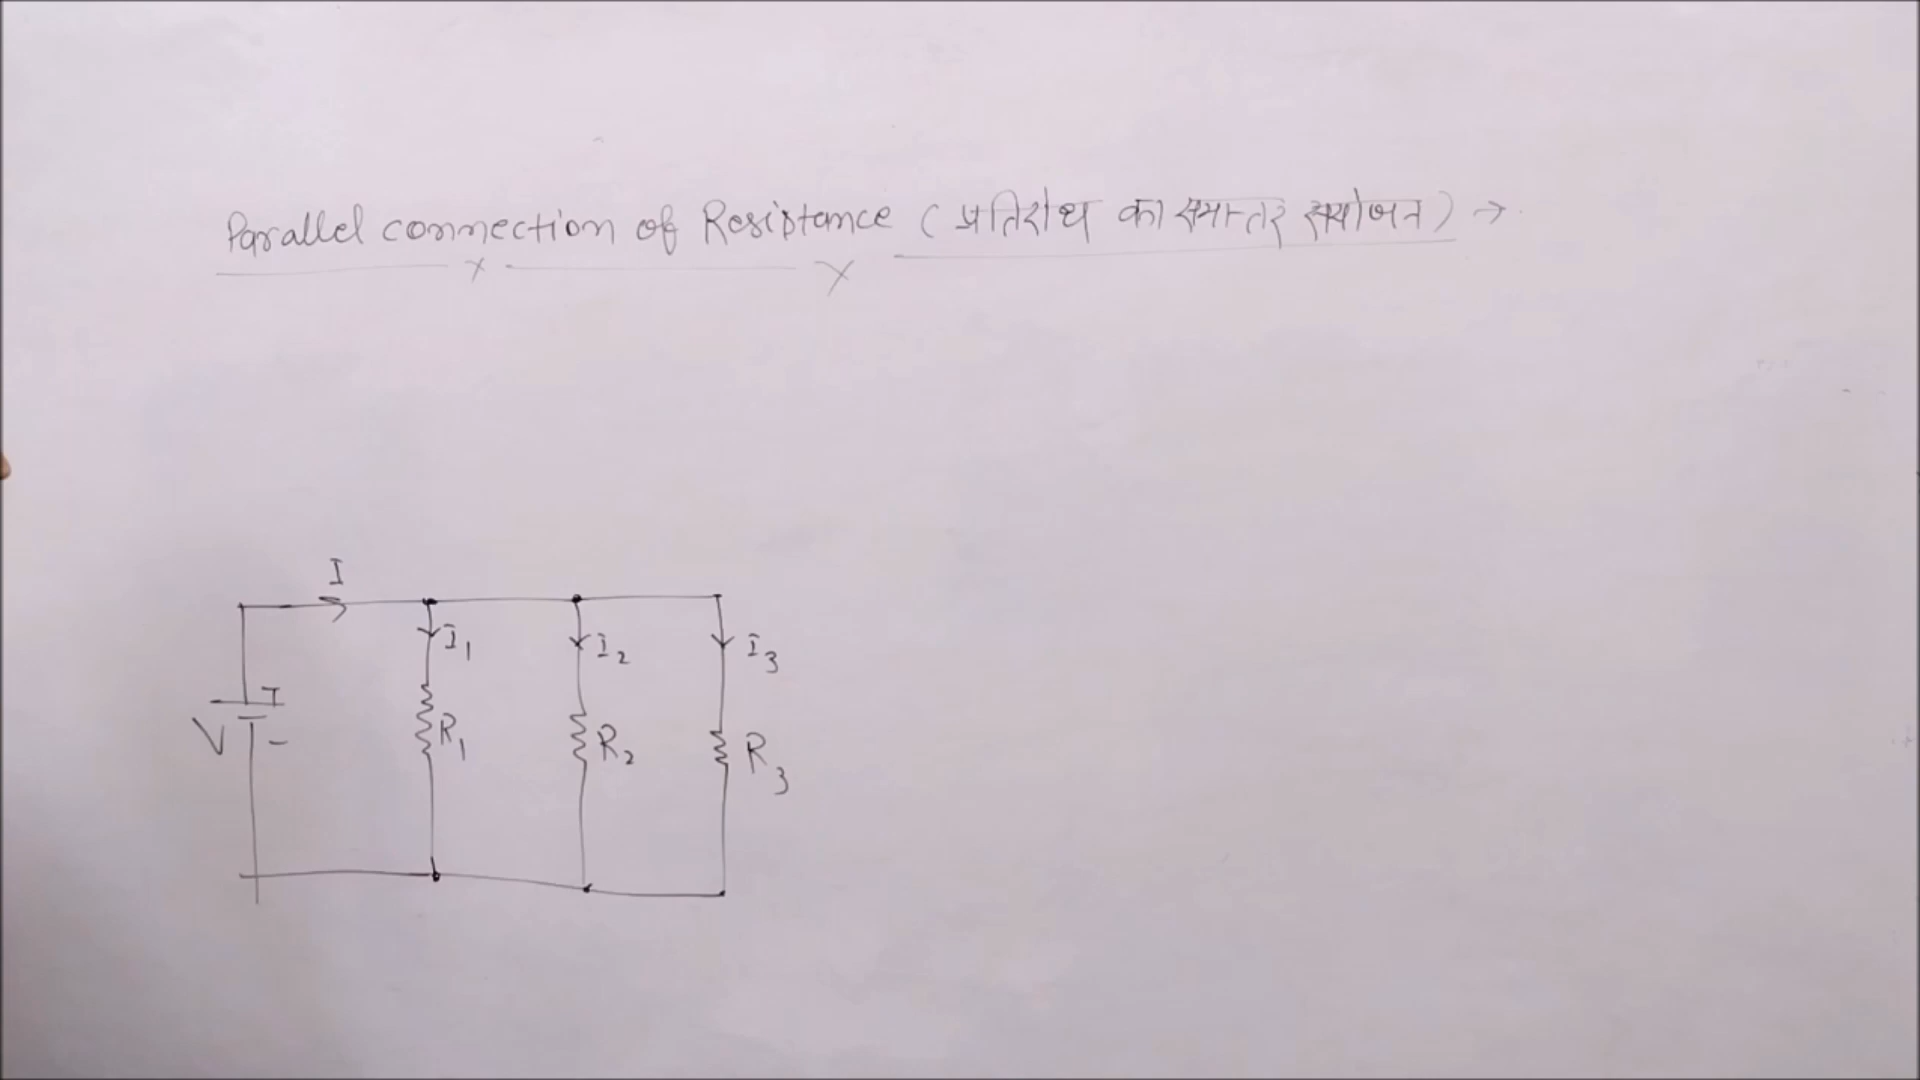 Parallel connection of Resistance (प्रतिरोध का समान्तर संयोजन) →
I
I1
I2
I3
V
-
R1
R2
R3